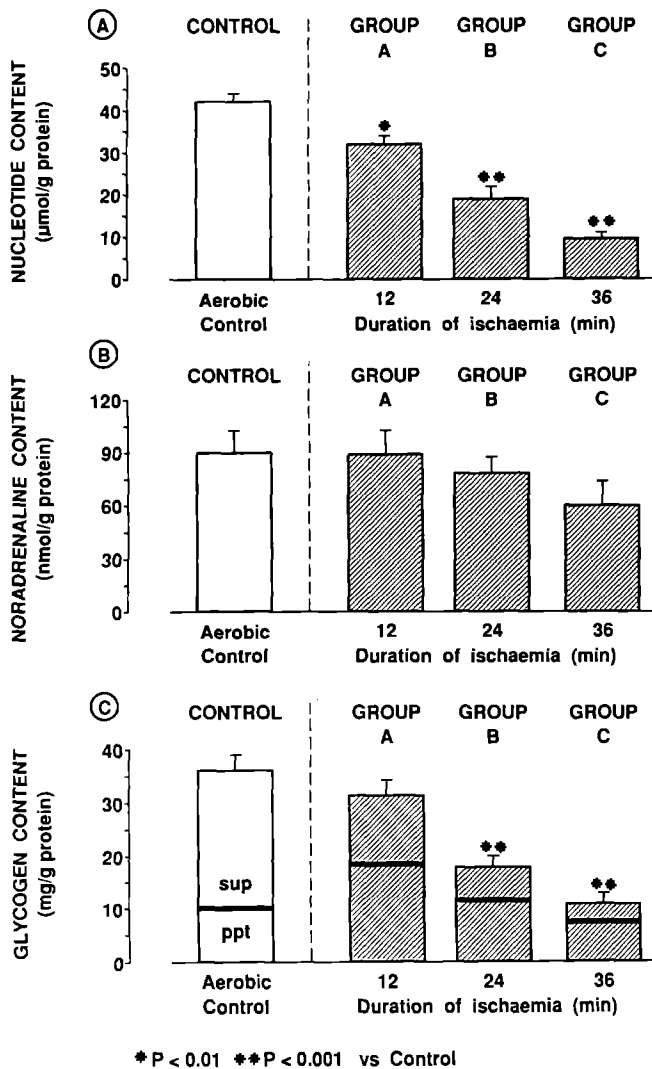 A
CONTROL GROUP GROUP GROUP
A B C
NUCLEOTIDE CONTENT
(µmol/g protein)
50
40
30
20
10
0
* ** **
Aerobic 12 24 36
Control Duration of ischaemia (min)
B
CONTROL GROUP GROUP GROUP
A B C
NORADRENALINE CONTENT
(nmol/g protein)
120
90
60
30
0
Aerobic 12 24 36
Control Duration of ischaemia (min)
C
CONTROL GROUP GROUP GROUP
A B C
GLYCOGEN CONTENT
(mg/g protein)
40
30
20
10
0
** **
sup
ppt
Aerobic 12 24 36
Control Duration of ischaemia (min)
* P < 0.01 ** P < 0.001 vs Control